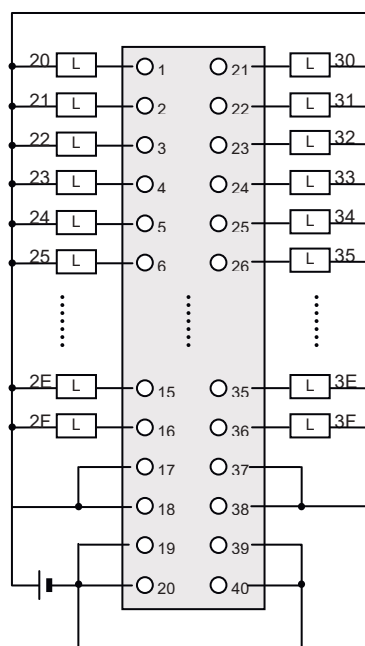 20 L 1 21 L 30
21 L 2 22 L 31
22 L 3 23 L 32
23 L 4 24 L 33
24 L 5 25 L 34
25 L 6 26 L 35
2E L 15 35 L 3E
2F L 16 36 L 3F
17 37
18 38
19 39
20 40